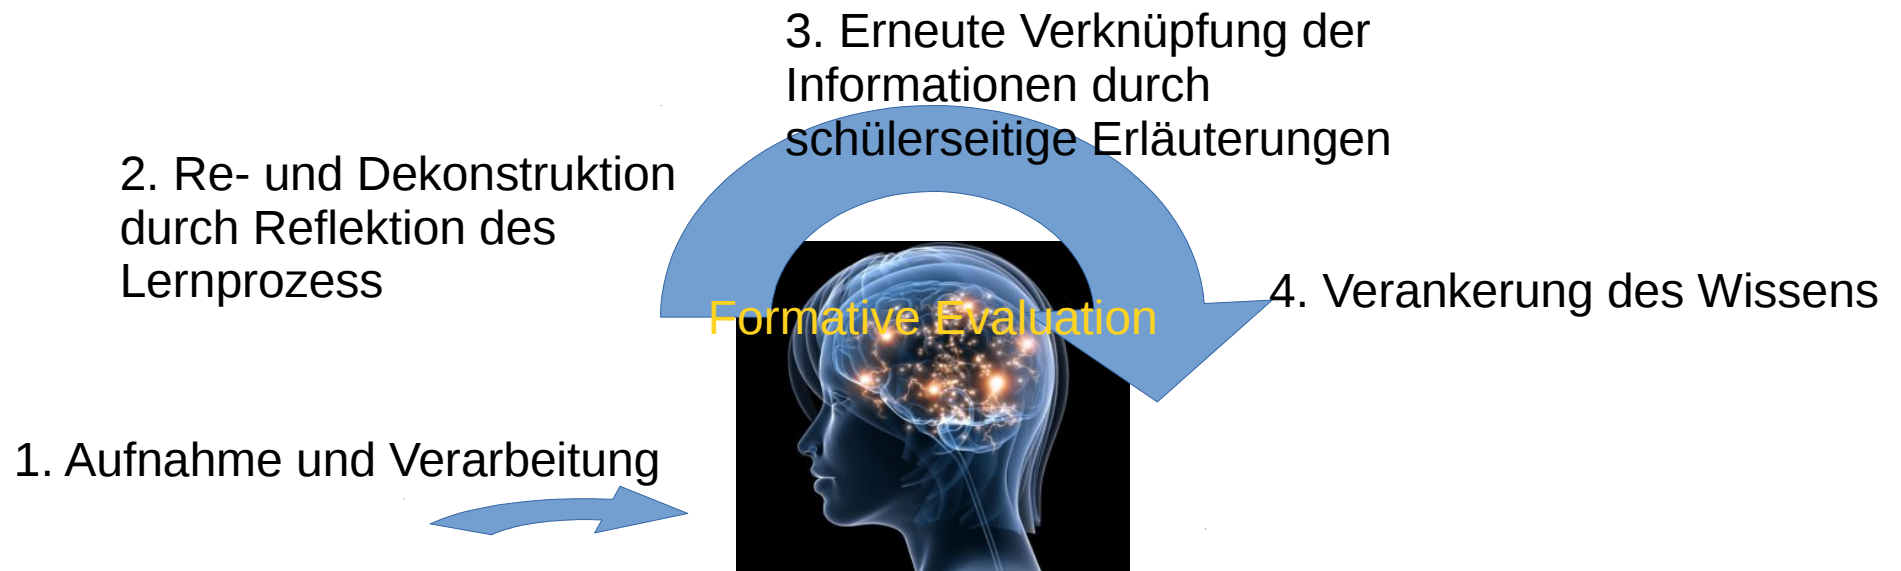 1. Aufnahme und Verarbeitung
2. Re- und Dekonstruktion
durch Reflektion des
Lernprozess
3. Erneute Verknüpfung der
Informationen durch
schülerseitige Erläuterungen
4. Verankerung des Wissens
Formative Evaluation